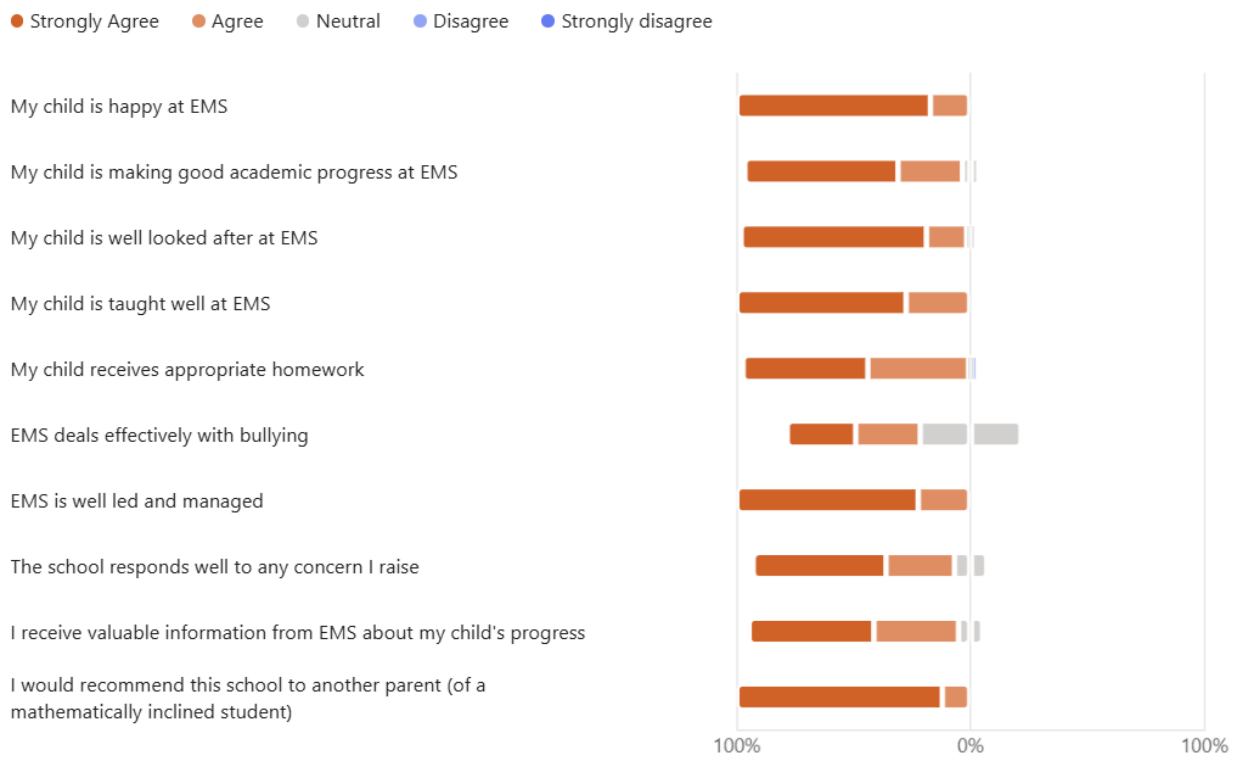 Strongly Agree Agree Neutral Disagree Strongly disagree
My child is happy at EMS
My child is making good academic progress at EMS
My child is well looked after at EMS
My child is taught well at EMS
My child receives appropriate homework
EMS deals effectively with bullying
EMS is well led and managed
The school responds well to any concern I raise
I receive valuable information from EMS about my child's progress
I would recommend this school to another parent (of a
mathematically inclined student)
100% 0% 100%